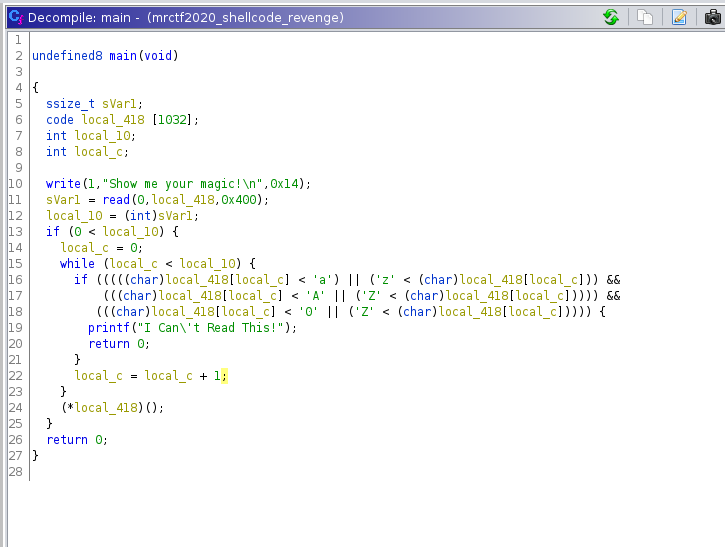 Decompile: main - (mrctf2020_shellcode_revenge)
1
2 undefined8 main(void)
3
4 {
5 ssize_t sVar1;
6 code local_418 [1032];
7 int local_10;
8 int local_c;
9
10 write(1,"Show me your magic!\n",0x14);
11 sVar1 = read(0,local_418,0x400);
12 local_10 = (int)sVar1;
13 if (0 < local_10) {
14 local_c = 0;
15 while (local_c < local_10) {
16 if (((((char)local_418[local_c] < 'a') || ('z' < (char)local_418[local_c])) &&
17 (((char)local_418[local_c] < 'A' || ('Z' < (char)local_418[local_c])))) &&
18 (((char)local_418[local_c] < '0' || ('Z' < (char)local_418[local_c])))) {
19 printf("I Can\'t Read This!");
20 return 0;
21 }
22 local_c = local_c + 1;
23 }
24 (*local_418)();
25 }
26 return 0;
27 }
28